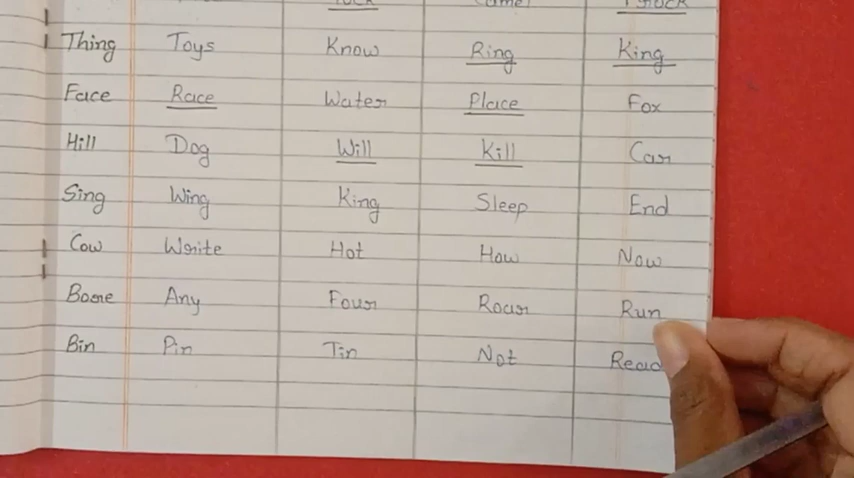 Thing Toys Know Ring King
Face Race Water Place Fox
Hill Dog Will Kill Car
Sing Wing King Sleep End
Cow Write Hot How Now
Any Four Roar Run
Bin Pin Tin Not Read